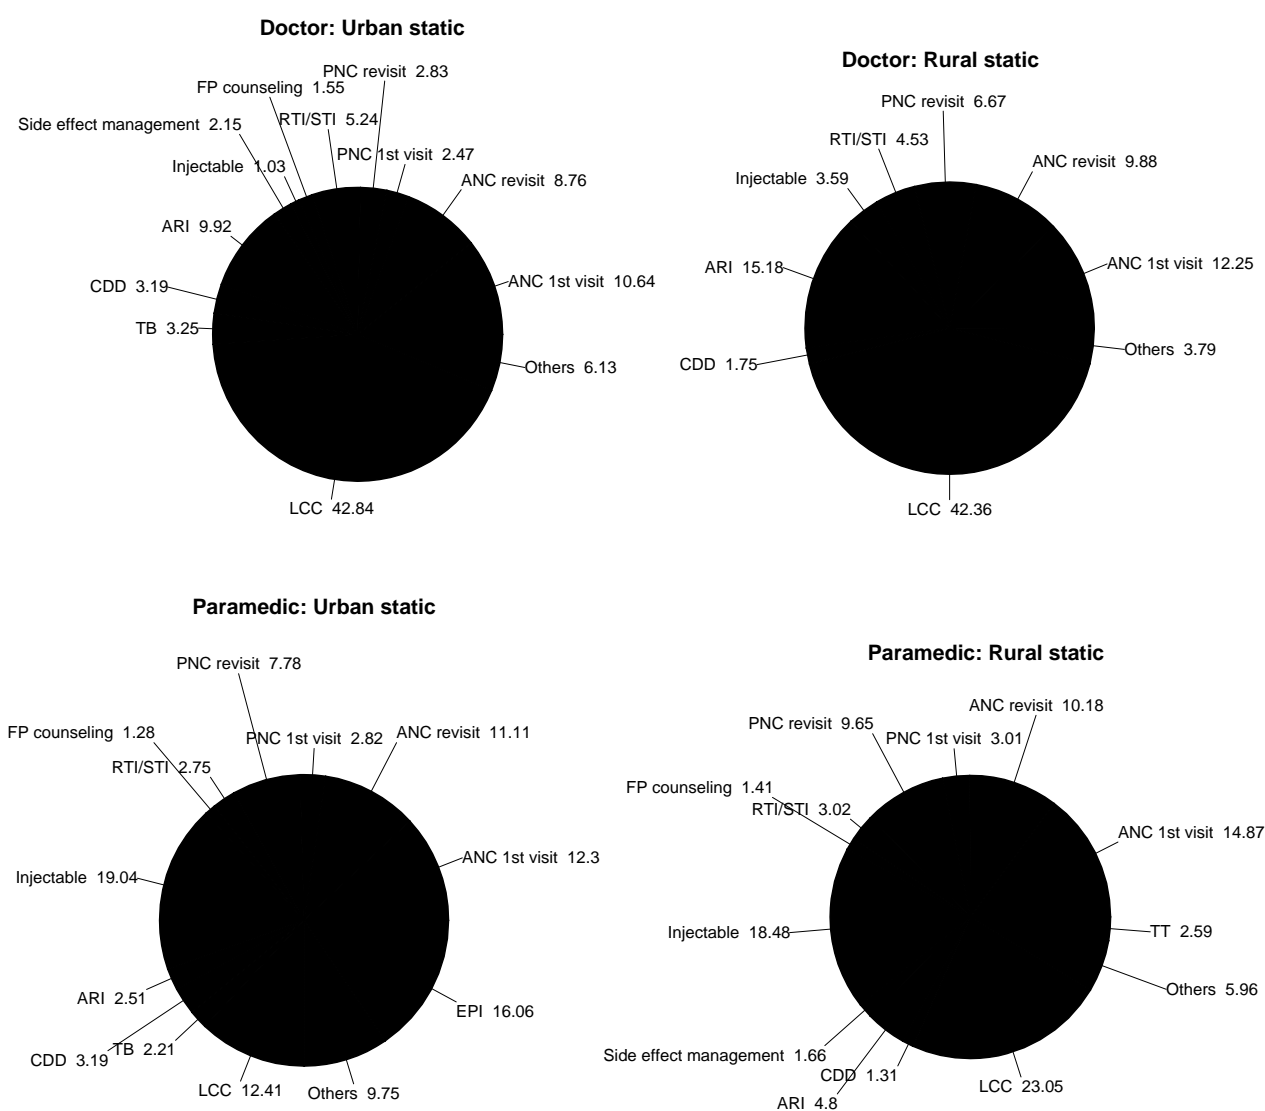 Doctor: Urban static
PNC revisit 2.83
FP counseling 1.55
RTI/STI 5.24
Side effect management 2.15
PNC 1st visit 2.47
Injectable 1.03
ANC revisit 8.76
ARI 9.92
ANC 1st visit 10.64
CDD 3.19
TB 3.25
Others 6.13
LCC 42.84
Doctor: Rural static
PNC revisit 6.67
RTI/STI 4.53
ANC revisit 9.88
Injectable 3.59
ARI 15.18
ANC 1st visit 12.25
Others 3.79
CDD 1.75
LCC 42.36
Paramedic: Urban static
PNC revisit 7.78
FP counseling 1.28
PNC 1st visit 2.82
ANC revisit 11.11
RTI/STI 2.75
ANC 1st visit 12.3
Injectable 19.04
ARI 2.51
EPI 16.06
CDD 3.19
TB 2.21
LCC 12.41
Others 9.75
Paramedic: Rural static
ANC revisit 10.18
PNC revisit 9.65
PNC 1st visit 3.01
FP counseling 1.41
RTI/STI 3.02
ANC 1st visit 14.87
Injectable 18.48
TT 2.59
Others 5.96
Side effect management 1.66
CDD 1.31
LCC 23.05
ARI 4.8